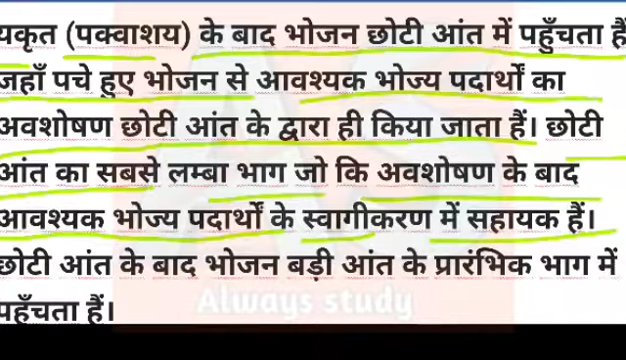 यकृत (पक्वाशय) के बाद भोजन छोटी आंत में पहुँचता हैं
जहाँ पचे हुए भोजन से आवश्यक भोज्य पदार्थों का
अवशोषण छोटी आंत के द्वारा ही किया जाता हैं। छोटी
आंत का सबसे लम्बा भाग जो कि अवशोषण के बाद
आवश्यक भोज्य पदार्थों के स्वागीकरण में सहायक हैं।
छोटी आंत के बाद भोजन बड़ी आंत के प्रारंभिक भाग में
पहुँचता हैं।
Always study